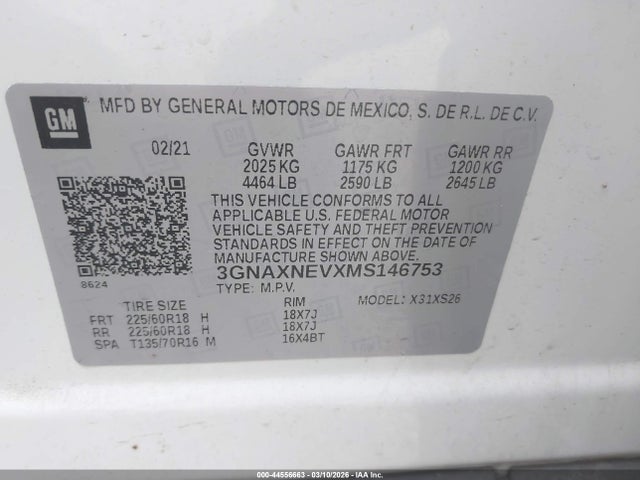 GM
MFD BY GENERAL MOTORS DE MEXICO, S. DE R.L. DE C.V.
02/21 GVWR GAWR FRT GAWR RR
2025 KG 1175 KG 1200 KG
4464 LB 2590 LB 2645 LB
THIS VEHICLE CONFORMS TO ALL
APPLICABLE U.S. FEDERAL MOTOR
VEHICLE SAFETY AND THEFT PREVENTION
STANDARDS IN EFFECT ON THE DATE OF
MANUFACTURE SHOWN ABOVE.
3GNAXNEVXMS146753
8624
TYPE: M.P.V. MODEL: X31XS26
TIRE SIZE RIM
FRT 225/60R18 H 18X7J
RR 225/60R18 H 18X7J
SPA T135/70R16 M 16X4BT
000-44556663 — 03/10/2026 — IAA Inc.